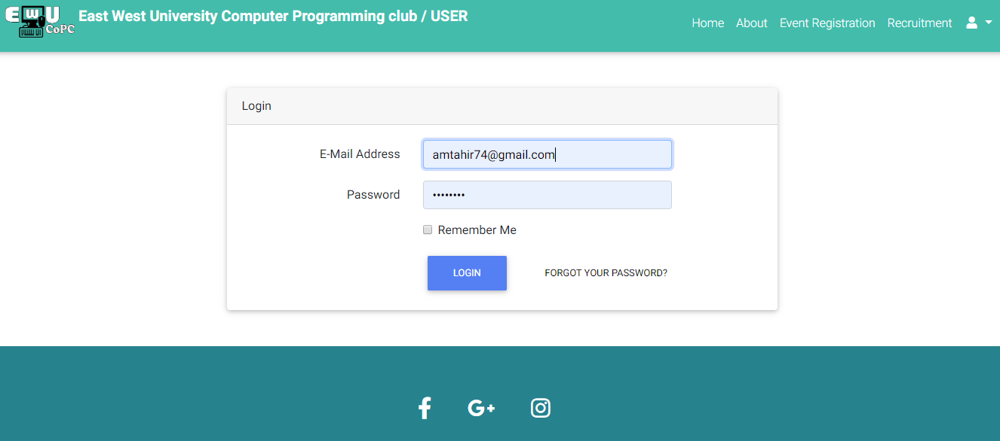 EWU
CoPC
East West University Computer Programming club / USER
Home About Event Registration Recruitment
Login
E-Mail Address amtahir74@gmail.com
Password ••••••••
Remember Me
LOGIN FORGOT YOUR PASSWORD?
G+